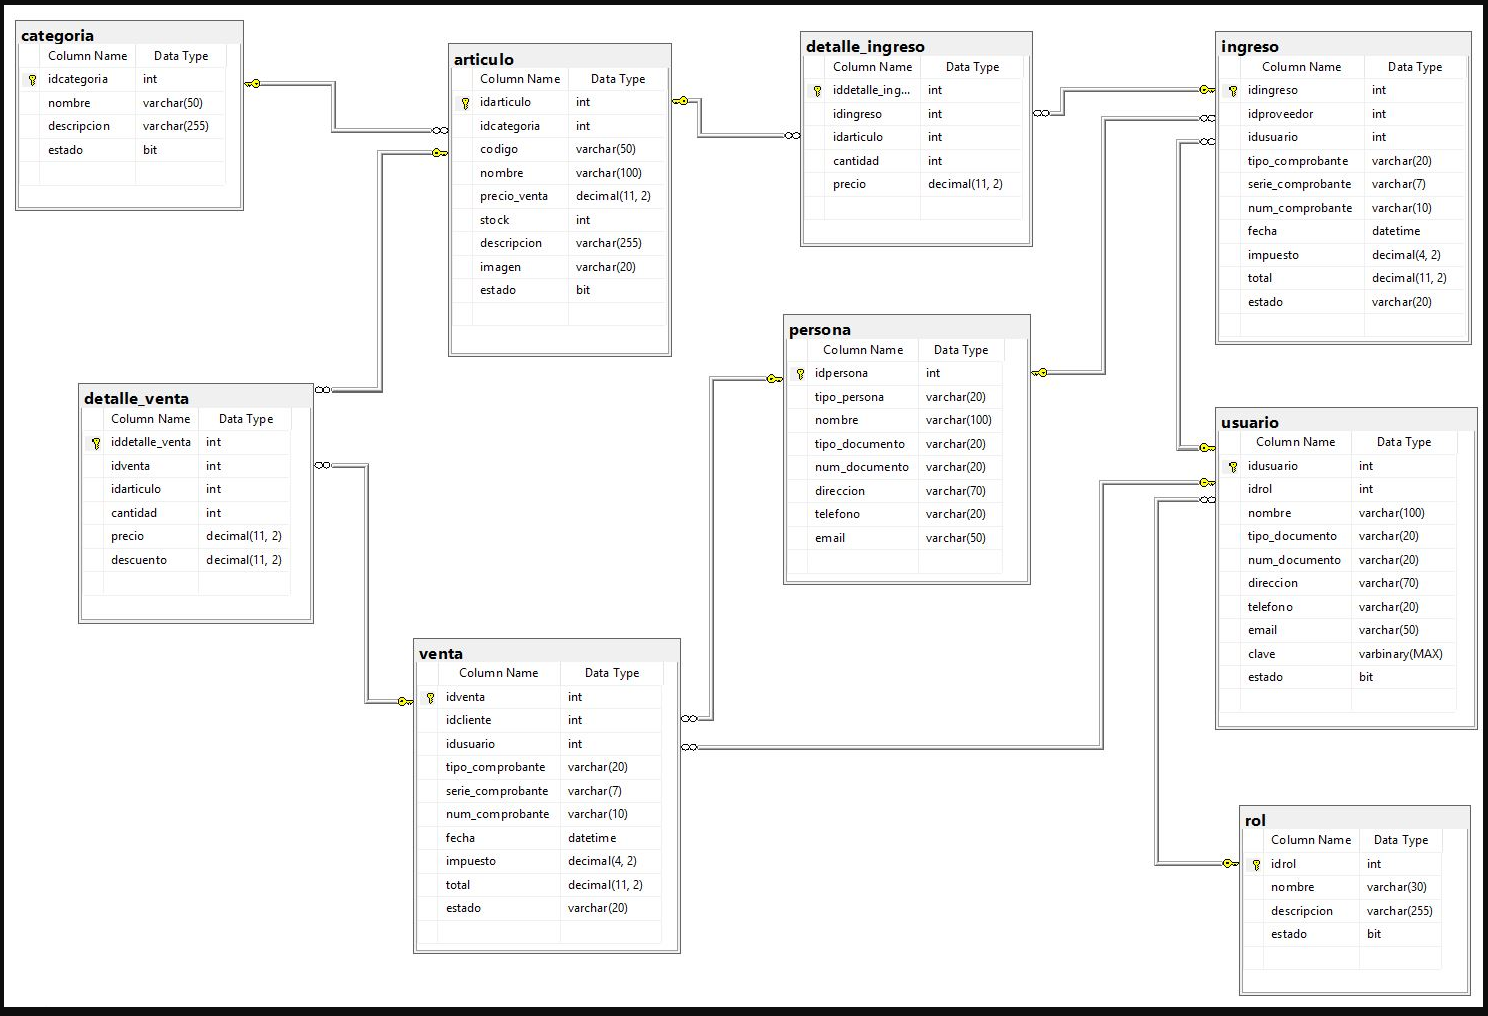 categoria
Column Name Data Type
idcategoria int
nombre varchar(50)
descripcion varchar(255)
estado bit
articulo
Column Name Data Type
idarticulo int
idcategoria int
codigo varchar(50)
nombre varchar(100)
precio_venta decimal(11, 2)
stock int
descripcion varchar(255)
imagen varchar(20)
estado bit
detalle_ingreso
Column Name Data Type
iddetalle_ing... int
idingreso int
idarticulo int
cantidad int
precio decimal(11, 2)
ingreso
Column Name Data Type
idingreso int
idproveedor int
idusuario int
tipo_comprobante varchar(20)
serie_comprobante varchar(7)
num_comprobante varchar(10)
fecha datetime
impuesto decimal(4, 2)
total decimal(11, 2)
estado varchar(20)
persona
Column Name Data Type
idpersona int
tipo_persona varchar(20)
nombre varchar(100)
tipo_documento varchar(20)
num_documento varchar(20)
direccion varchar(70)
telefono varchar(20)
email varchar(50)
detalle_venta
Column Name Data Type
iddetalle_venta int
idventa int
idarticulo int
cantidad int
precio decimal(11, 2)
descuento decimal(11, 2)
usuario
Column Name Data Type
idusuario int
idrol int
nombre varchar(100)
tipo_documento varchar(20)
num_documento varchar(20)
direccion varchar(70)
telefono varchar(20)
email varchar(50)
clave varbinary(MAX)
estado bit
venta
Column Name Data Type
idventa int
idcliente int
idusuario int
tipo_comprobante varchar(20)
serie_comprobante varchar(7)
num_comprobante varchar(10)
fecha datetime
impuesto decimal(4, 2)
total decimal(11, 2)
estado varchar(20)
rol
Column Name Data Type
idrol int
nombre varchar(30)
descripcion varchar(255)
estado bit